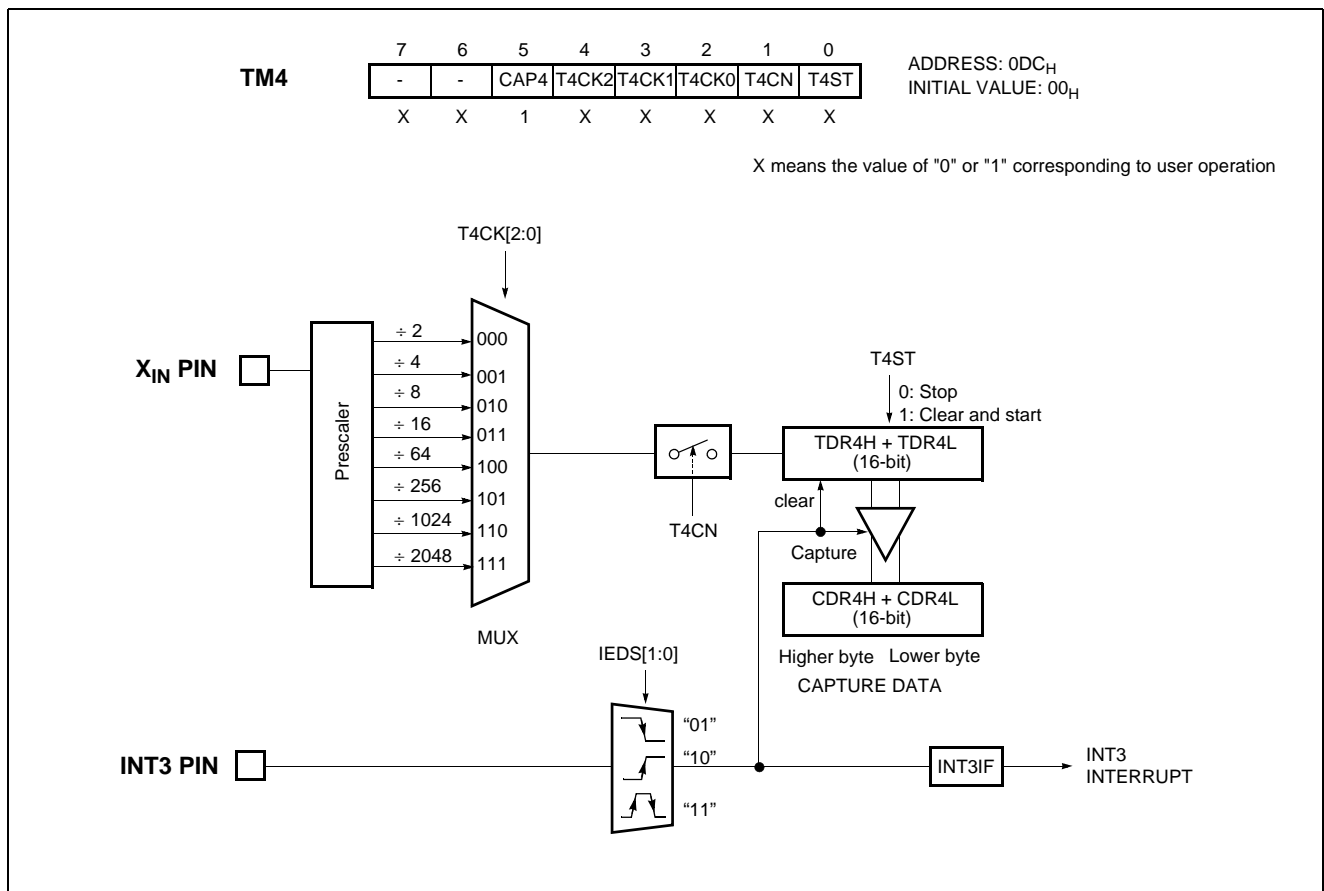 7 6 5 4 3 2 1 0
TM4 - - CAP4 T4CK2 T4CK1 T4CK0 T4CN T4ST
X X 1 X X X X X
ADDRESS: 0DCH
INITIAL VALUE: 00H
X means the value of "0" or "1" corresponding to user operation
T4CK[2:0]
XIN PIN
Prescaler
÷ 2 000
÷ 4 001
÷ 8 010
÷ 16 011
÷ 64 100
÷ 256 101
÷ 1024 110
÷ 2048 111
MUX
T4CN
T4ST
0: Stop
1: Clear and start
TDR4H + TDR4L
(16-bit)
clear
Capture
CDR4H + CDR4L
(16-bit)
Higher byte Lower byte
CAPTURE DATA
IEDS[1:0]
“01”
“10”
“11”
INT3 PIN
INT3IF
INT3
INTERRUPT